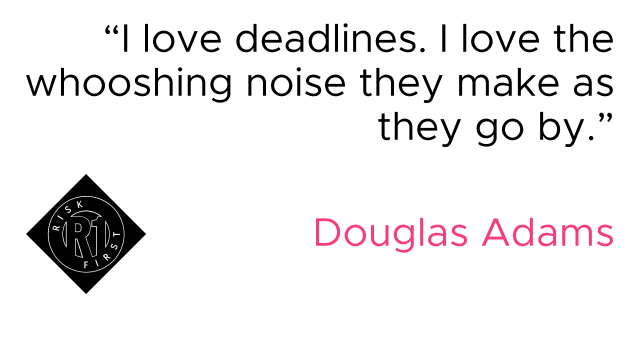 “I love deadlines. I love the
whooshing noise they make as
they go by.”
RISK
R1
FIRST
Douglas Adams